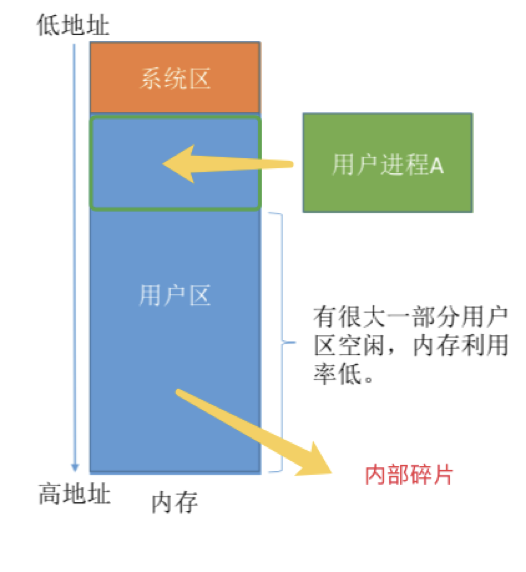 低地址
系统区
用户进程A
用户区
有很大一部分用户
区空闲，内存利用
率低。
内部碎片
高地址
内存